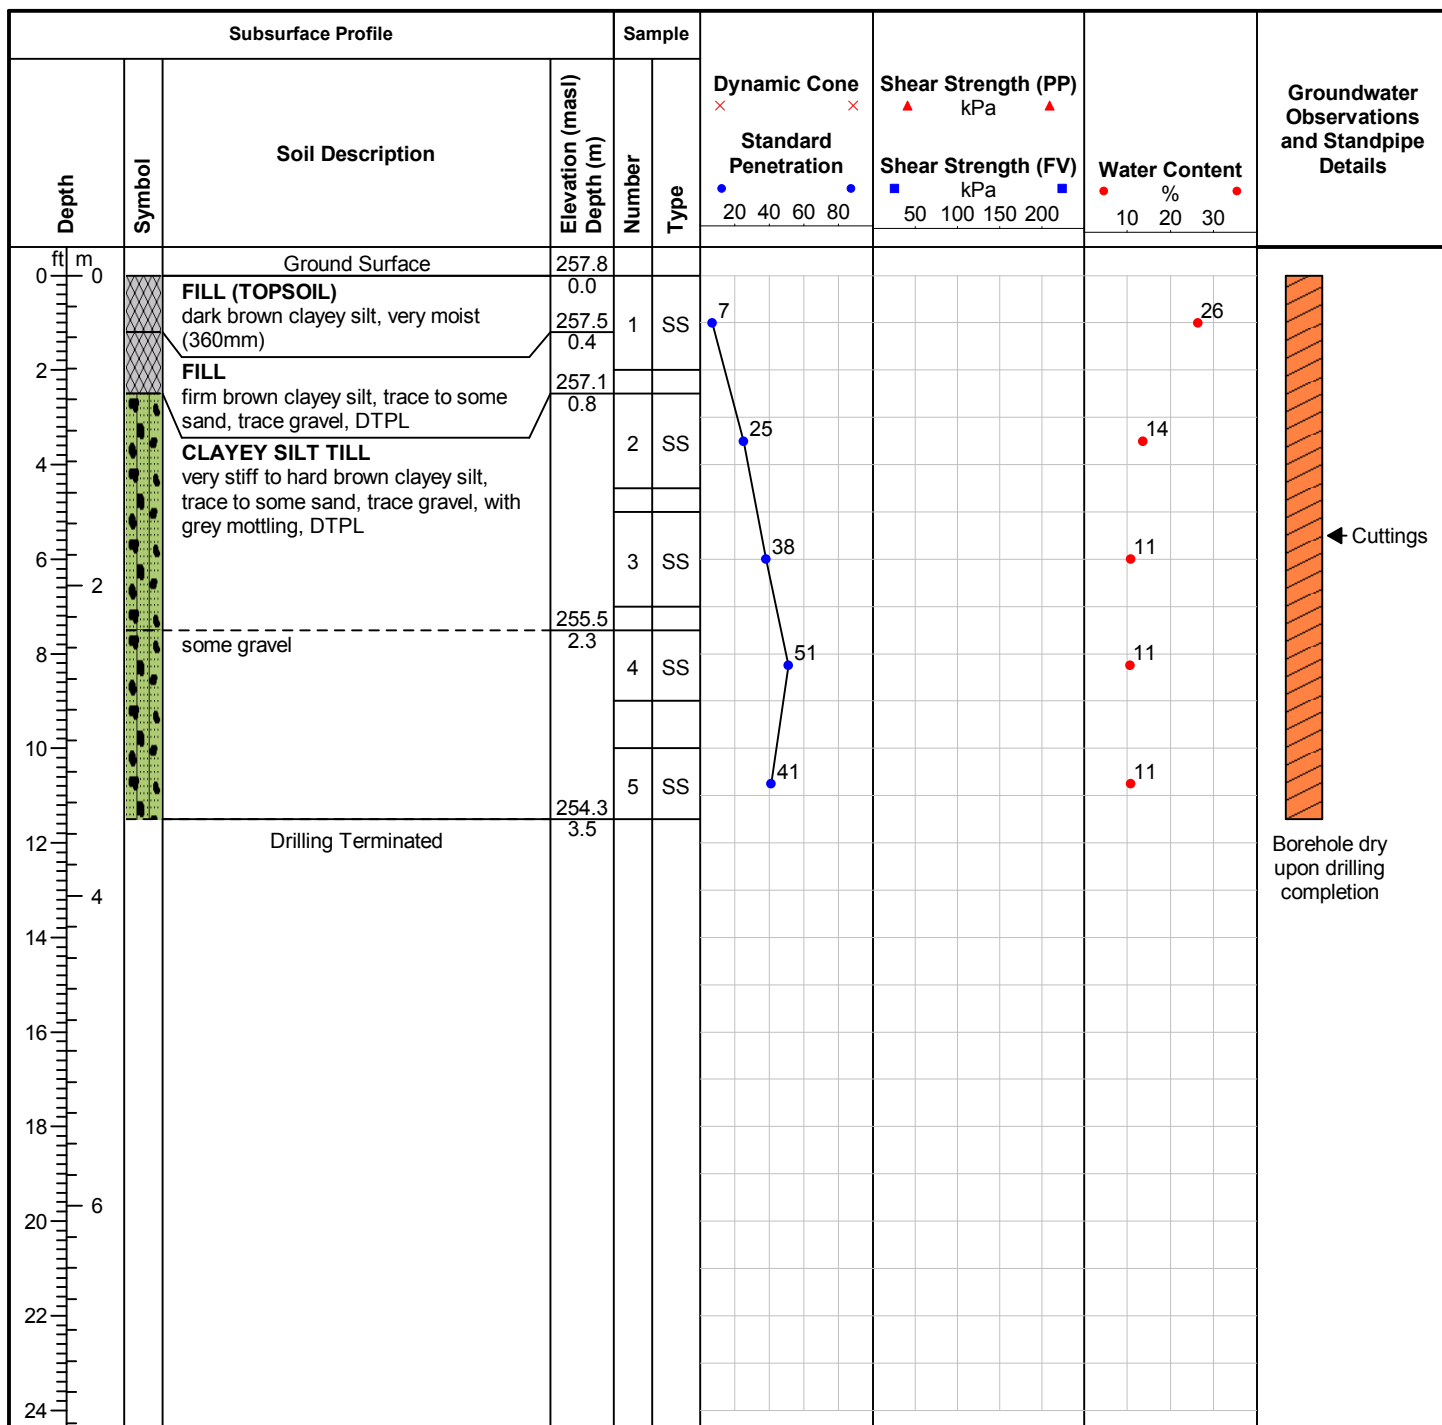 Subsurface Profile
Sample
Depth
Symbol
Soil Description
Elevation (masl)
Depth (m)
Number
Type
Dynamic Cone
Standard
Penetration
20 40 60 80
Shear Strength (PP)
kPa
Shear Strength (FV)
kPa
50 100 150 200
Water Content
%
10 20 30
Groundwater
Observations
and Standpipe
Details
ft m
0 0
2
4
6
2
8
10
12
4
14
16
18
6
20
22
24
Ground Surface
257.8
0.0
FILL (TOPSOIL)
dark brown clayey silt, very moist
(360mm)
257.5
0.4
FILL
firm brown clayey silt, trace to some
sand, trace gravel, DTPL
257.1
0.8
CLAYEY SILT TILL
very stiff to hard brown clayey silt,
trace to some sand, trace gravel, with
grey mottling, DTPL
255.5
2.3
some gravel
254.3
3.5
Drilling Terminated
1 SS 7 26
2 SS 25 14
3 SS 38 11
4 SS 51 11
5 SS 41 11
Cuttings
Borehole dry
upon drilling
completion